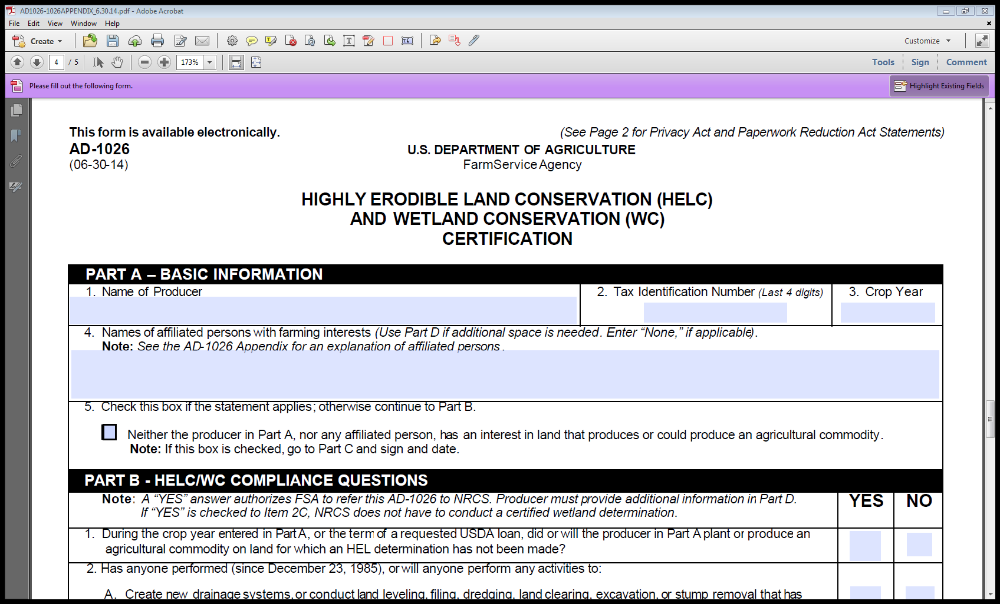 AD1026-1026APPENDIX_6.30.14.pdf - Adobe Acrobat
File Edit View Window Help
Create
Customize
4 / 5
173%
Tools Sign Comment
Please fill out the following form.
Highlight Existing Fields
This form is available electronically.
(See Page 2 for Privacy Act and Paperwork Reduction Act Statements)
AD-1026
U.S. DEPARTMENT OF AGRICULTURE
(06-30-14)
Farm Service Agency
HIGHLY ERODIBLE LAND CONSERVATION (HELC)
AND WETLAND CONSERVATION (WC)
CERTIFICATION
PART A – BASIC INFORMATION
1. Name of Producer
2. Tax Identification Number (Last 4 digits)
3. Crop Year
4. Names of affiliated persons with farming interests (Use Part D if additional space is needed. Enter “None,” if applicable).
Note: See the AD-1026 Appendix for an explanation of affiliated persons.
5. Check this box if the statement applies; otherwise continue to Part B.
Neither the producer in Part A, nor any affiliated person, has an interest in land that produces or could produce an agricultural commodity.
Note: If this box is checked, go to Part C and sign and date.
PART B - HELC/WC COMPLIANCE QUESTIONS
Note: A “YES” answer authorizes FSA to refer this AD-1026 to NRCS. Producer must provide additional information in Part D.
If “YES” is checked to Item 2C, NRCS does not have to conduct a certified wetland determination.
YES NO
1. During the crop year entered in Part A, or the term of a requested USDA loan, did or will the producer in Part A plant or produce an
agricultural commodity on land for which an HEL determination has not been made?
2. Has anyone performed (since December 23, 1985), or will anyone perform any activities to:
A. Create new drainage systems, or conduct land leveling, filing, dredging, land clearing, excavation, or stump removal that has